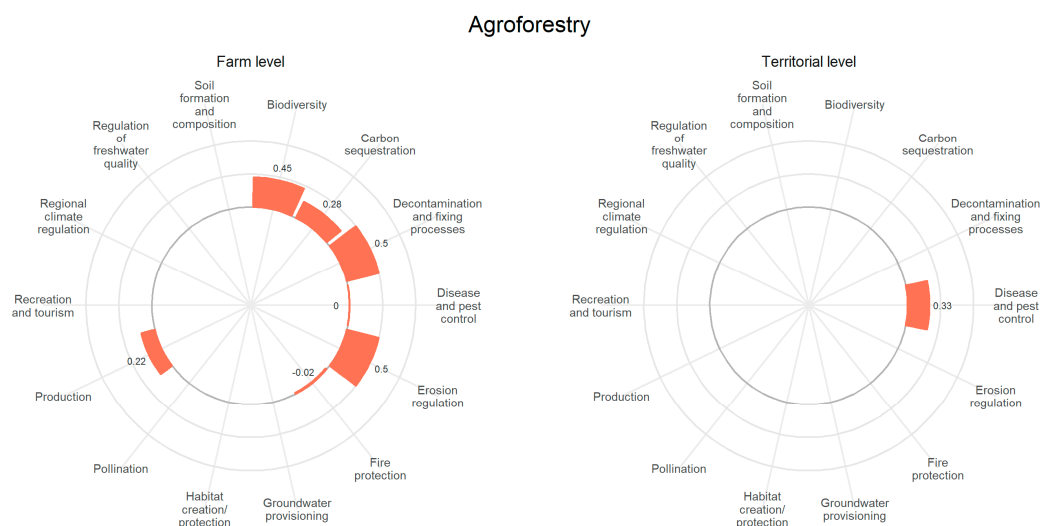 Agroforestry
Farm level
Soil
formation
and
composition
Biodiversity
Regulation
of
freshwater
quality
Carbon
sequestration
0.45
0.28
Regional
climate
regulation
Decontamination
and fixing
processes
0.5
Recreation
and tourism
0
Disease
and pest
control
0.22
-0.02
0.5
Production
Erosion
regulation
Pollination
Fire
protection
Habitat
creation/
protection
Groundwater
provisioning
Territorial level
Soil
formation
and
composition
Biodiversity
Regulation
of
freshwater
quality
Carbon
sequestration
Regional
climate
regulation
Decontamination
and fixing
processes
Recreation
and tourism
0.33
Disease
and pest
control
Production
Erosion
regulation
Pollination
Fire
protection
Habitat
creation/
protection
Groundwater
provisioning